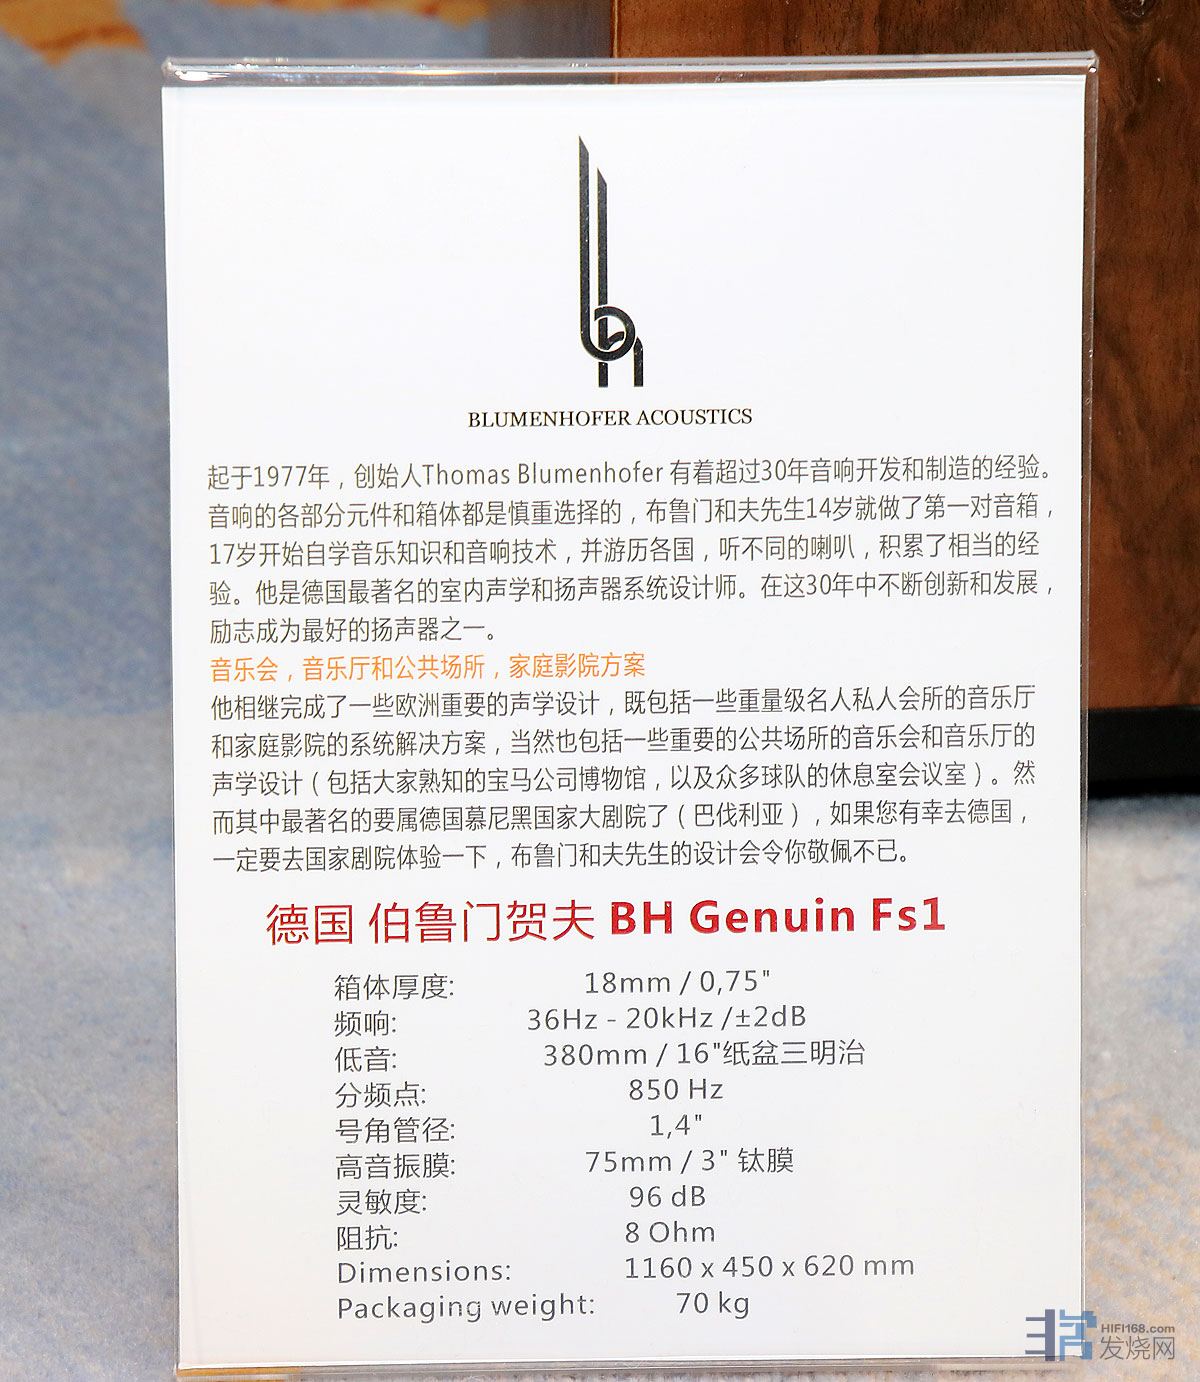 BLUMENHOFER ACOUSTICS
起于1977年，创始人Thomas Blumenhofer 有着超过30年音响开发和制造的经验。
音响的各部分元件和箱体都是慎重选择的，布鲁门和夫先生14岁就做了第一对音箱，
17岁开始自学音乐知识和音响技术，并游历各国，听不同的喇叭，积累了相当的经
验。他是德国最著名的室内声学和扬声器系统设计师。在这30年中不断创新和发展，
励志成为最好的扬声器之一。
音乐会，音乐厅和公共场所，家庭影院方案
他相继完成了一些欧洲重要的声学设计，既包括一些重量级名人私人会所的音乐厅
和家庭影院的系统解决方案，当然也包括一些重要的公共场所的音乐会和音乐厅的
声学设计（包括大家熟知的宝马公司博物馆，以及众多球队的休息室会议室）。然
而其中最著名的要属德国慕尼黑国家大剧院了（巴伐利亚），如果您有幸去德国，
一定要去国家剧院体验一下，布鲁门和夫先生的设计会令你敬佩不已。
德国 伯鲁门贺夫 BH Genuin Fs1
箱体厚度: 18mm / 0,75"
频响: 36Hz - 20kHz /±2dB
低音: 380mm / 16"纸盆三明治
分频点: 850 Hz
号角管径: 1,4"
高音振膜: 75mm / 3" 钛膜
灵敏度: 96 dB
阻抗: 8 Ohm
Dimensions: 1160 x 450 x 620 mm
Packaging weight: 70 kg
HIFI168.com
发烧网